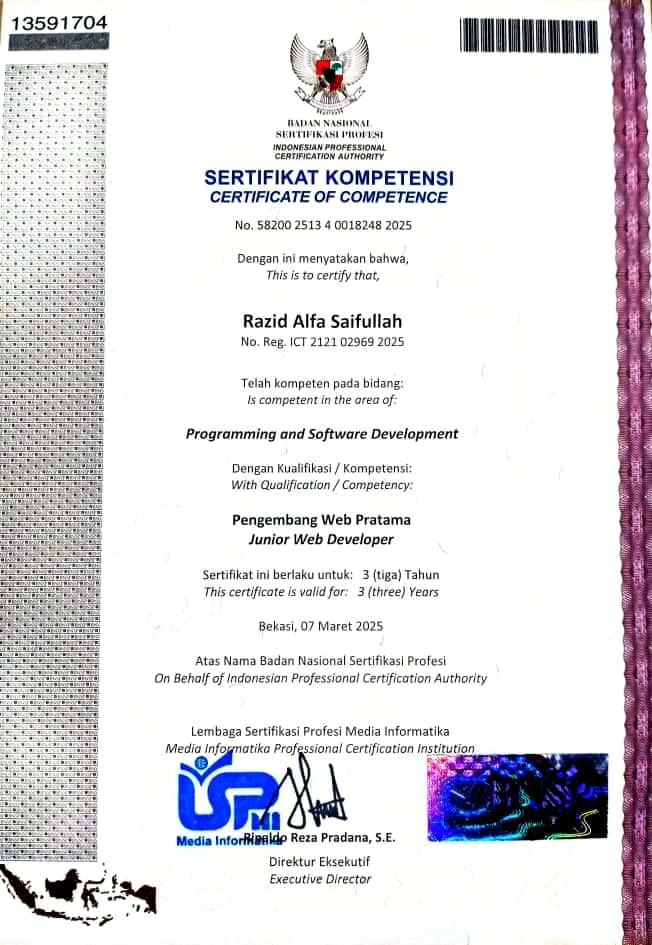 13591704
BADAN NASIONAL
SERTIFIKASI PROFESI
INDONESIAN PROFESSIONAL
CERTIFICATION AUTHORITY
SERTIFIKAT KOMPETENSI
CERTIFICATE OF COMPETENCE
No. 58200 2513 4 0018248 2025
Dengan ini menyatakan bahwa,
This is to certify that,
Razid Alfa Saifullah
No. Reg. ICT 2121 02969 2025
Telah kompeten pada bidang:
Is competent in the area of:
Programming and Software Development
Dengan Kualifikasi / Kompetensi:
With Qualification / Competency:
Pengembang Web Pratama
Junior Web Developer
Sertifikat ini berlaku untuk: 3 (tiga) Tahun
This certificate is valid for: 3 (three) Years
Bekasi, 07 Maret 2025
Atas Nama Badan Nasional Sertifikasi Profesi
On Behalf of Indonesian Professional Certification Authority
Lembaga Sertifikasi Profesi Media Informatika
Media Informatika Professional Certification Institution
Media Informatika
Rinaldo Reza Pradana, S.E.
Direktur Eksekutif
Executive Director